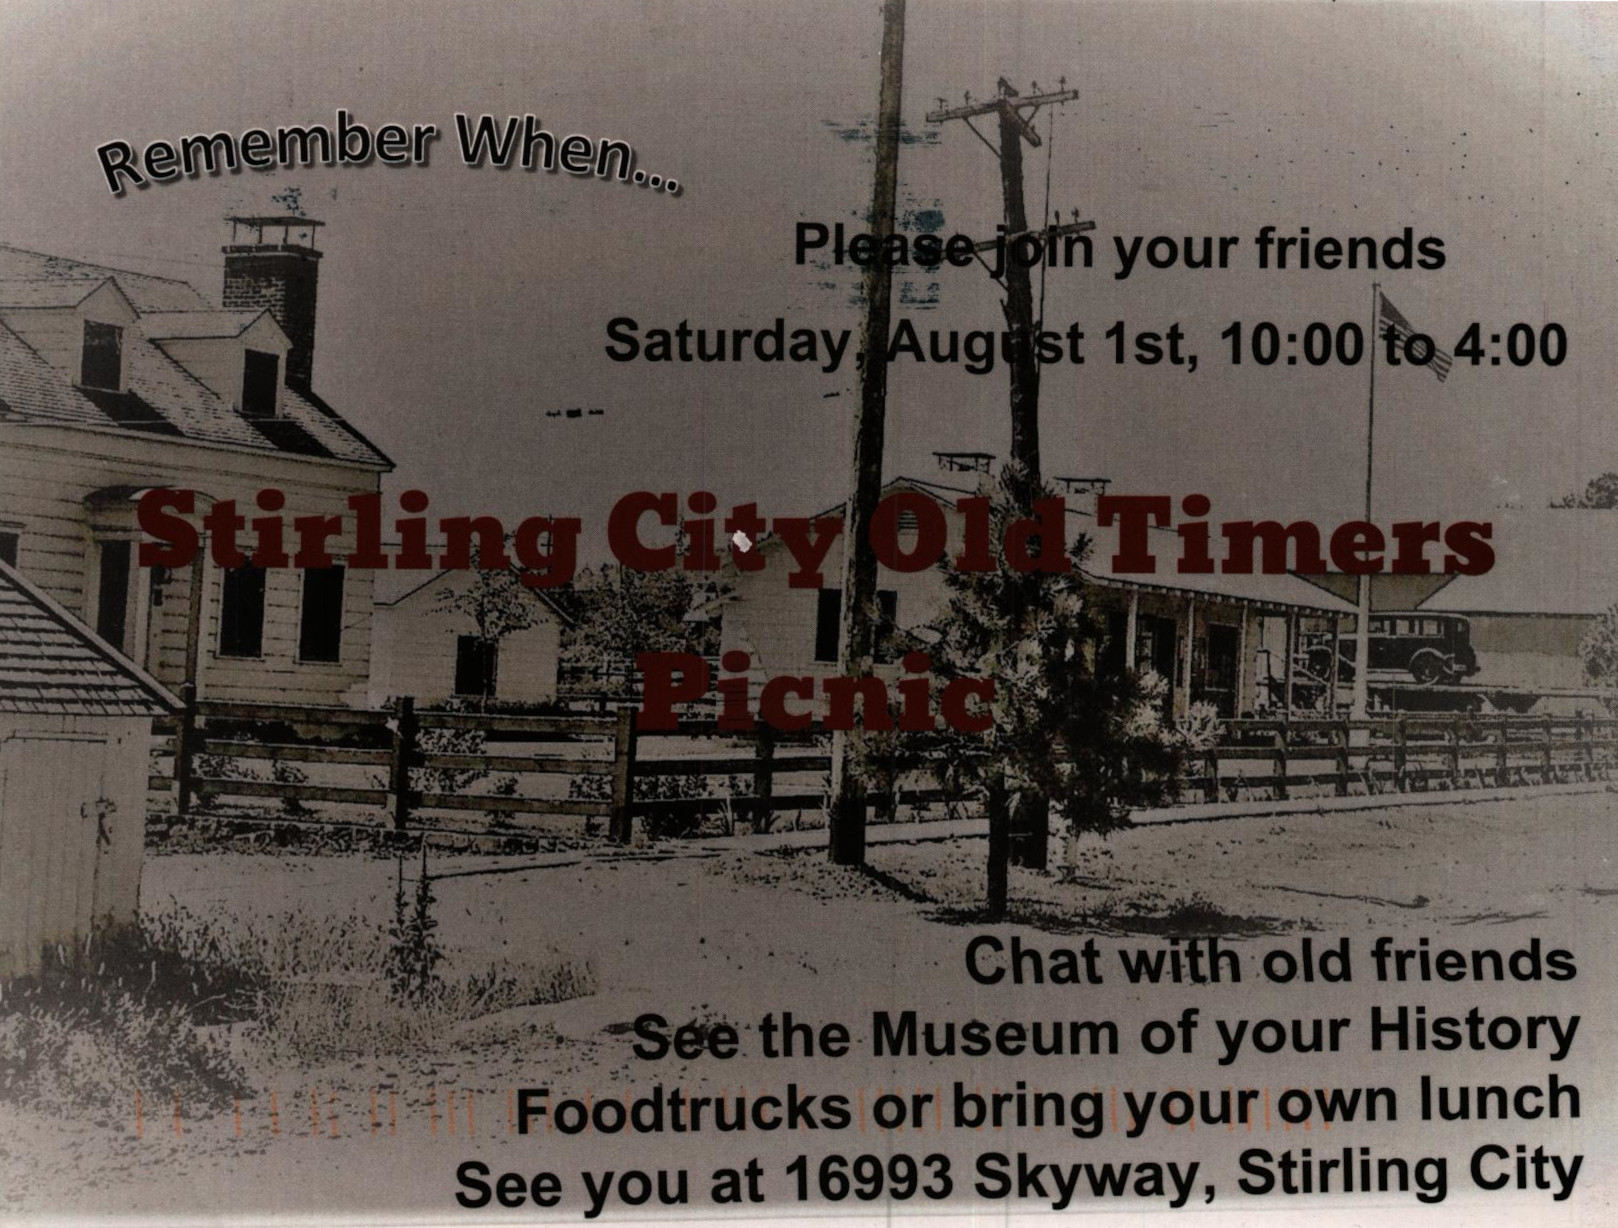 Remember When...
Please join your friends
Saturday, August 1st, 10:00 to 4:00
Stirling City Old Timers
Picnic
Chat with old friends
See the Museum of your History
Foodtrucks or bring your own lunch
See you at 16993 Skyway, Stirling City